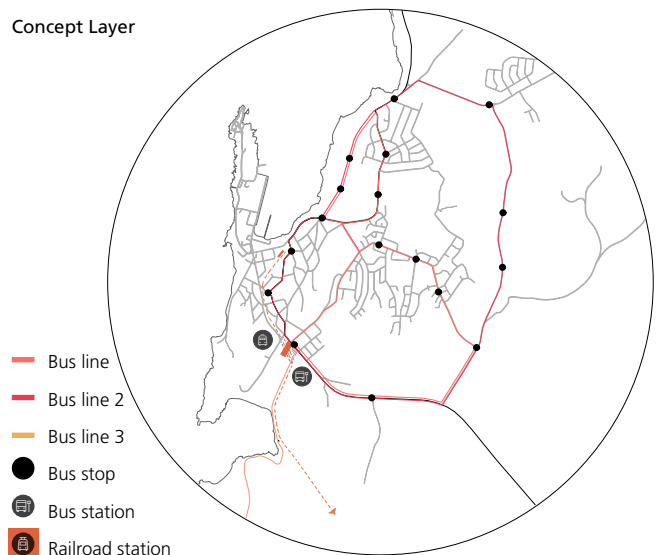 Concept Layer
Bus line
Bus line 2
Bus line 3
Bus stop
Bus station
Railroad station